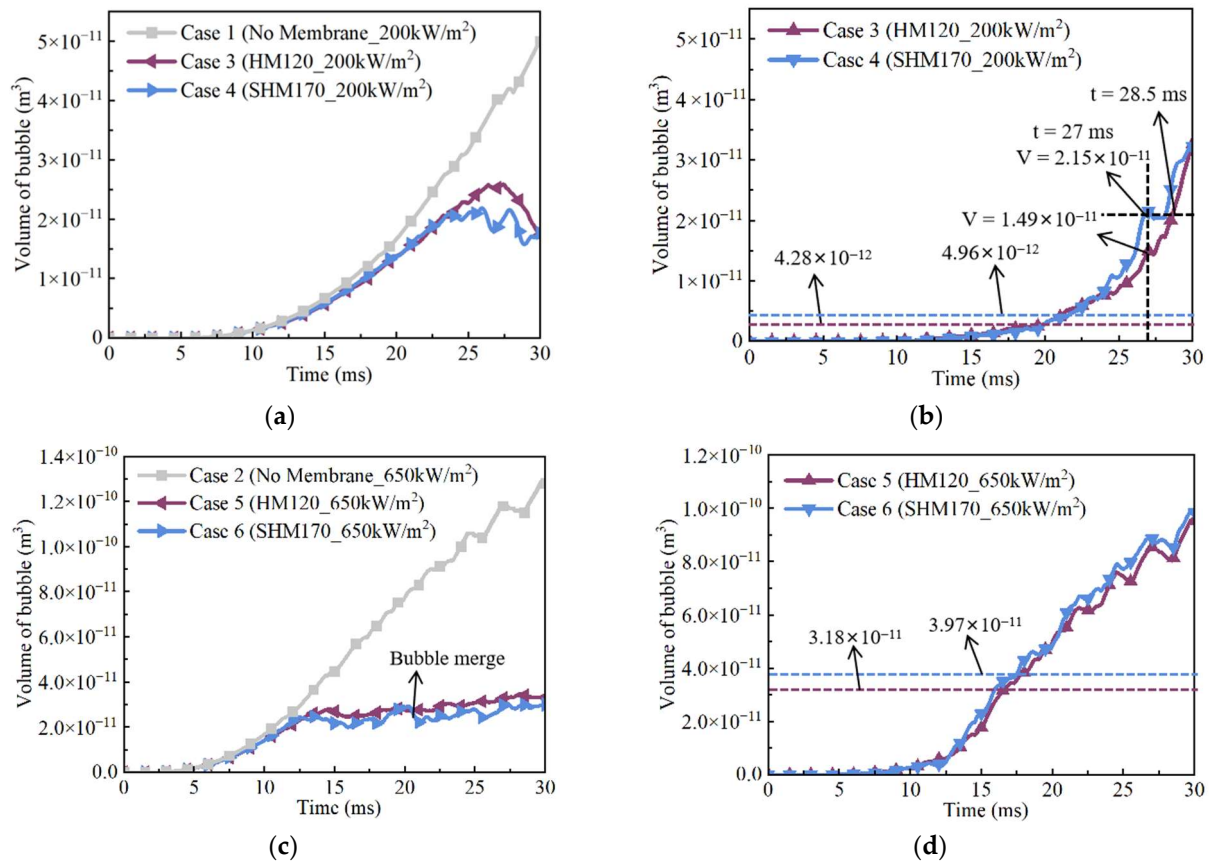 Case 1 (No Membrane_200kW/m²)
Case 3 (HM120_200kW/m²)
Case 4 (SHM170_200kW/m²)
Volume of bubble (m³)
5×10⁻¹¹
4×10⁻¹¹
3×10⁻¹¹
2×10⁻¹¹
1×10⁻¹¹
0
0 5 10 15 20 25 30
Time (ms)
(a)
Case 3 (HM120_200kW/m²)
Casc 4 (SHM170_200kW/m²)
Volume of bubblc (m³)
5×10⁻¹¹
4×10⁻¹¹
3×10⁻¹¹
2×10⁻¹¹
1×10⁻¹¹
0
t = 28.5 ms
t = 27 ms
V = 2.15×10⁻¹¹
V = 1.49×10⁻¹¹
4.28×10⁻¹²
4.96×10⁻¹²
0 5 10 15 20 25 30
Time (ms)
(b)
Case 2 (No Membrane_650kW/m²)
Casc 5 (HM120_650kW/m²)
Casc 6 (SHM170_650kW/m²)
Volume of bubble (m³)
1.4×10⁻¹⁰
1.2×10⁻¹⁰
1.0×10⁻¹⁰
8.0×10⁻¹¹
6.0×10⁻¹¹
4.0×10⁻¹¹
2.0×10⁻¹¹
0.0
Bubble merge
0 5 10 15 20 25 30
Timc (ms)
(c)
Casc 5 (HM120_650kW/m²)
Case 6 (SHM170_650kW/m²)
Volume of bubble (m³)
1.2×10⁻¹⁰
1.0×10⁻¹⁰
8.0×10⁻¹¹
6.0×10⁻¹¹
4.0×10⁻¹¹
2.0×10⁻¹¹
0.0
3.18×10⁻¹¹
3.97×10⁻¹¹
0 5 10 15 20 25 30
Time (ms)
(d)